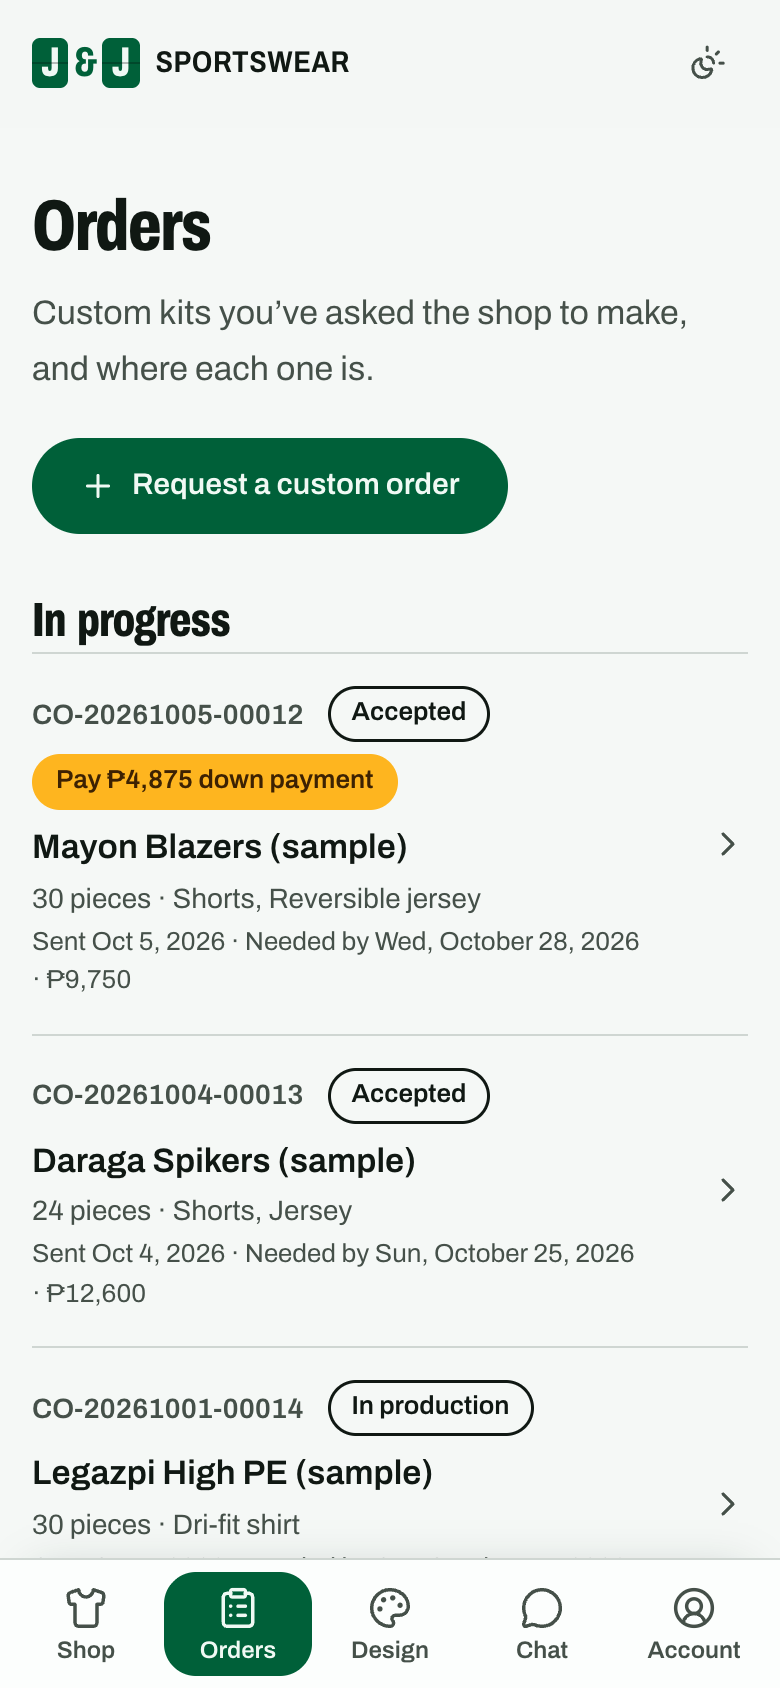 J & J SPORTSWEAR
Orders
Custom kits you’ve asked the shop to make,
and where each one is.
Request a custom order
In progress
CO-20261005-00012 Accepted
Pay ₱4,875 down payment
Mayon Blazers (sample)
30 pieces · Shorts, Reversible jersey
Sent Oct 5, 2026 · Needed by Wed, October 28, 2026
· ₱9,750
CO-20261004-00013 Accepted
Daraga Spikers (sample)
24 pieces · Shorts, Jersey
Sent Oct 4, 2026 · Needed by Sun, October 25, 2026
· ₱12,600
CO-20261001-00014 In production
Legazpi High PE (sample)
30 pieces · Dri-fit shirt
Shop Orders Design Chat Account